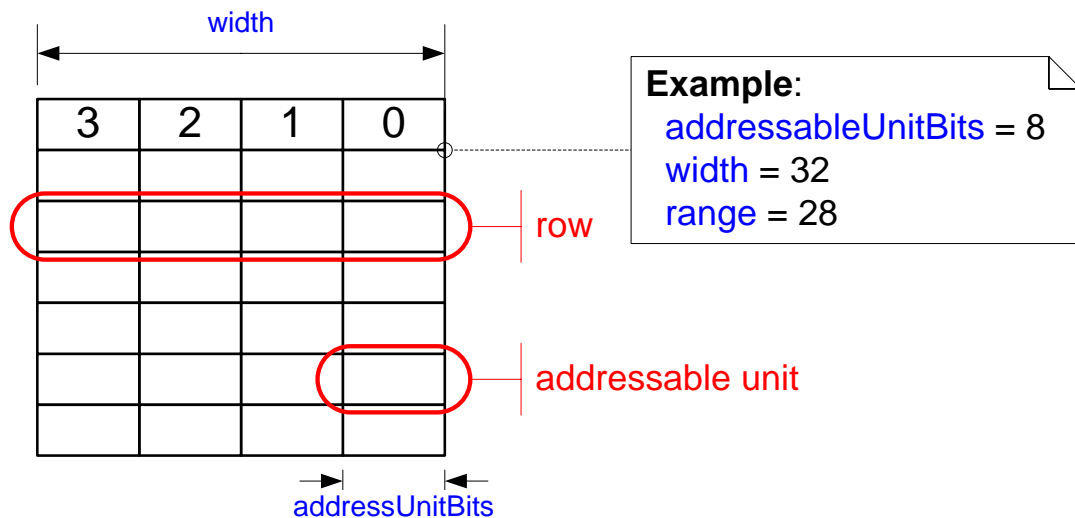 width
3 2 1 0
Example:
addressableUnitBits = 8
width = 32
range = 28
row
addressable unit
addressUnitBits